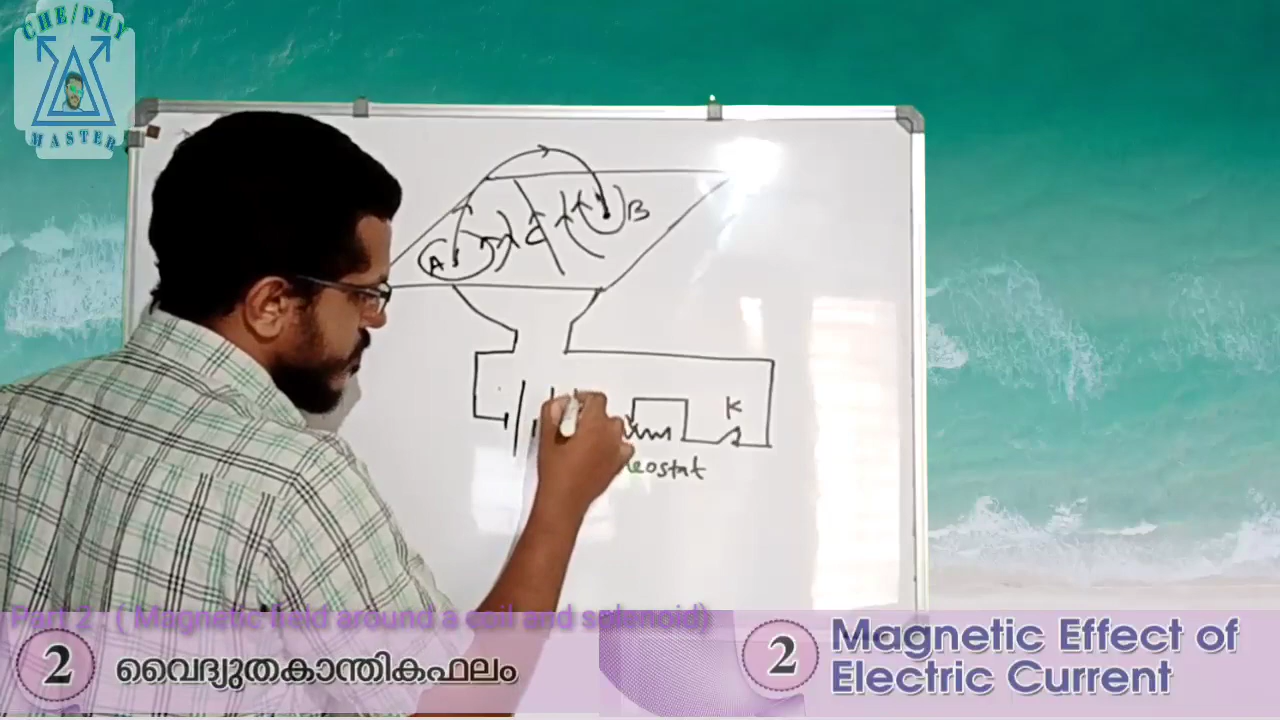 CHE/PHY
MASTER
A
B
K
Part 2 : ( Magnetic field around a coil and solenoid)
2
വൈദ്യുതകാന്തികഫലം
2
Magnetic Effect of
Electric Current